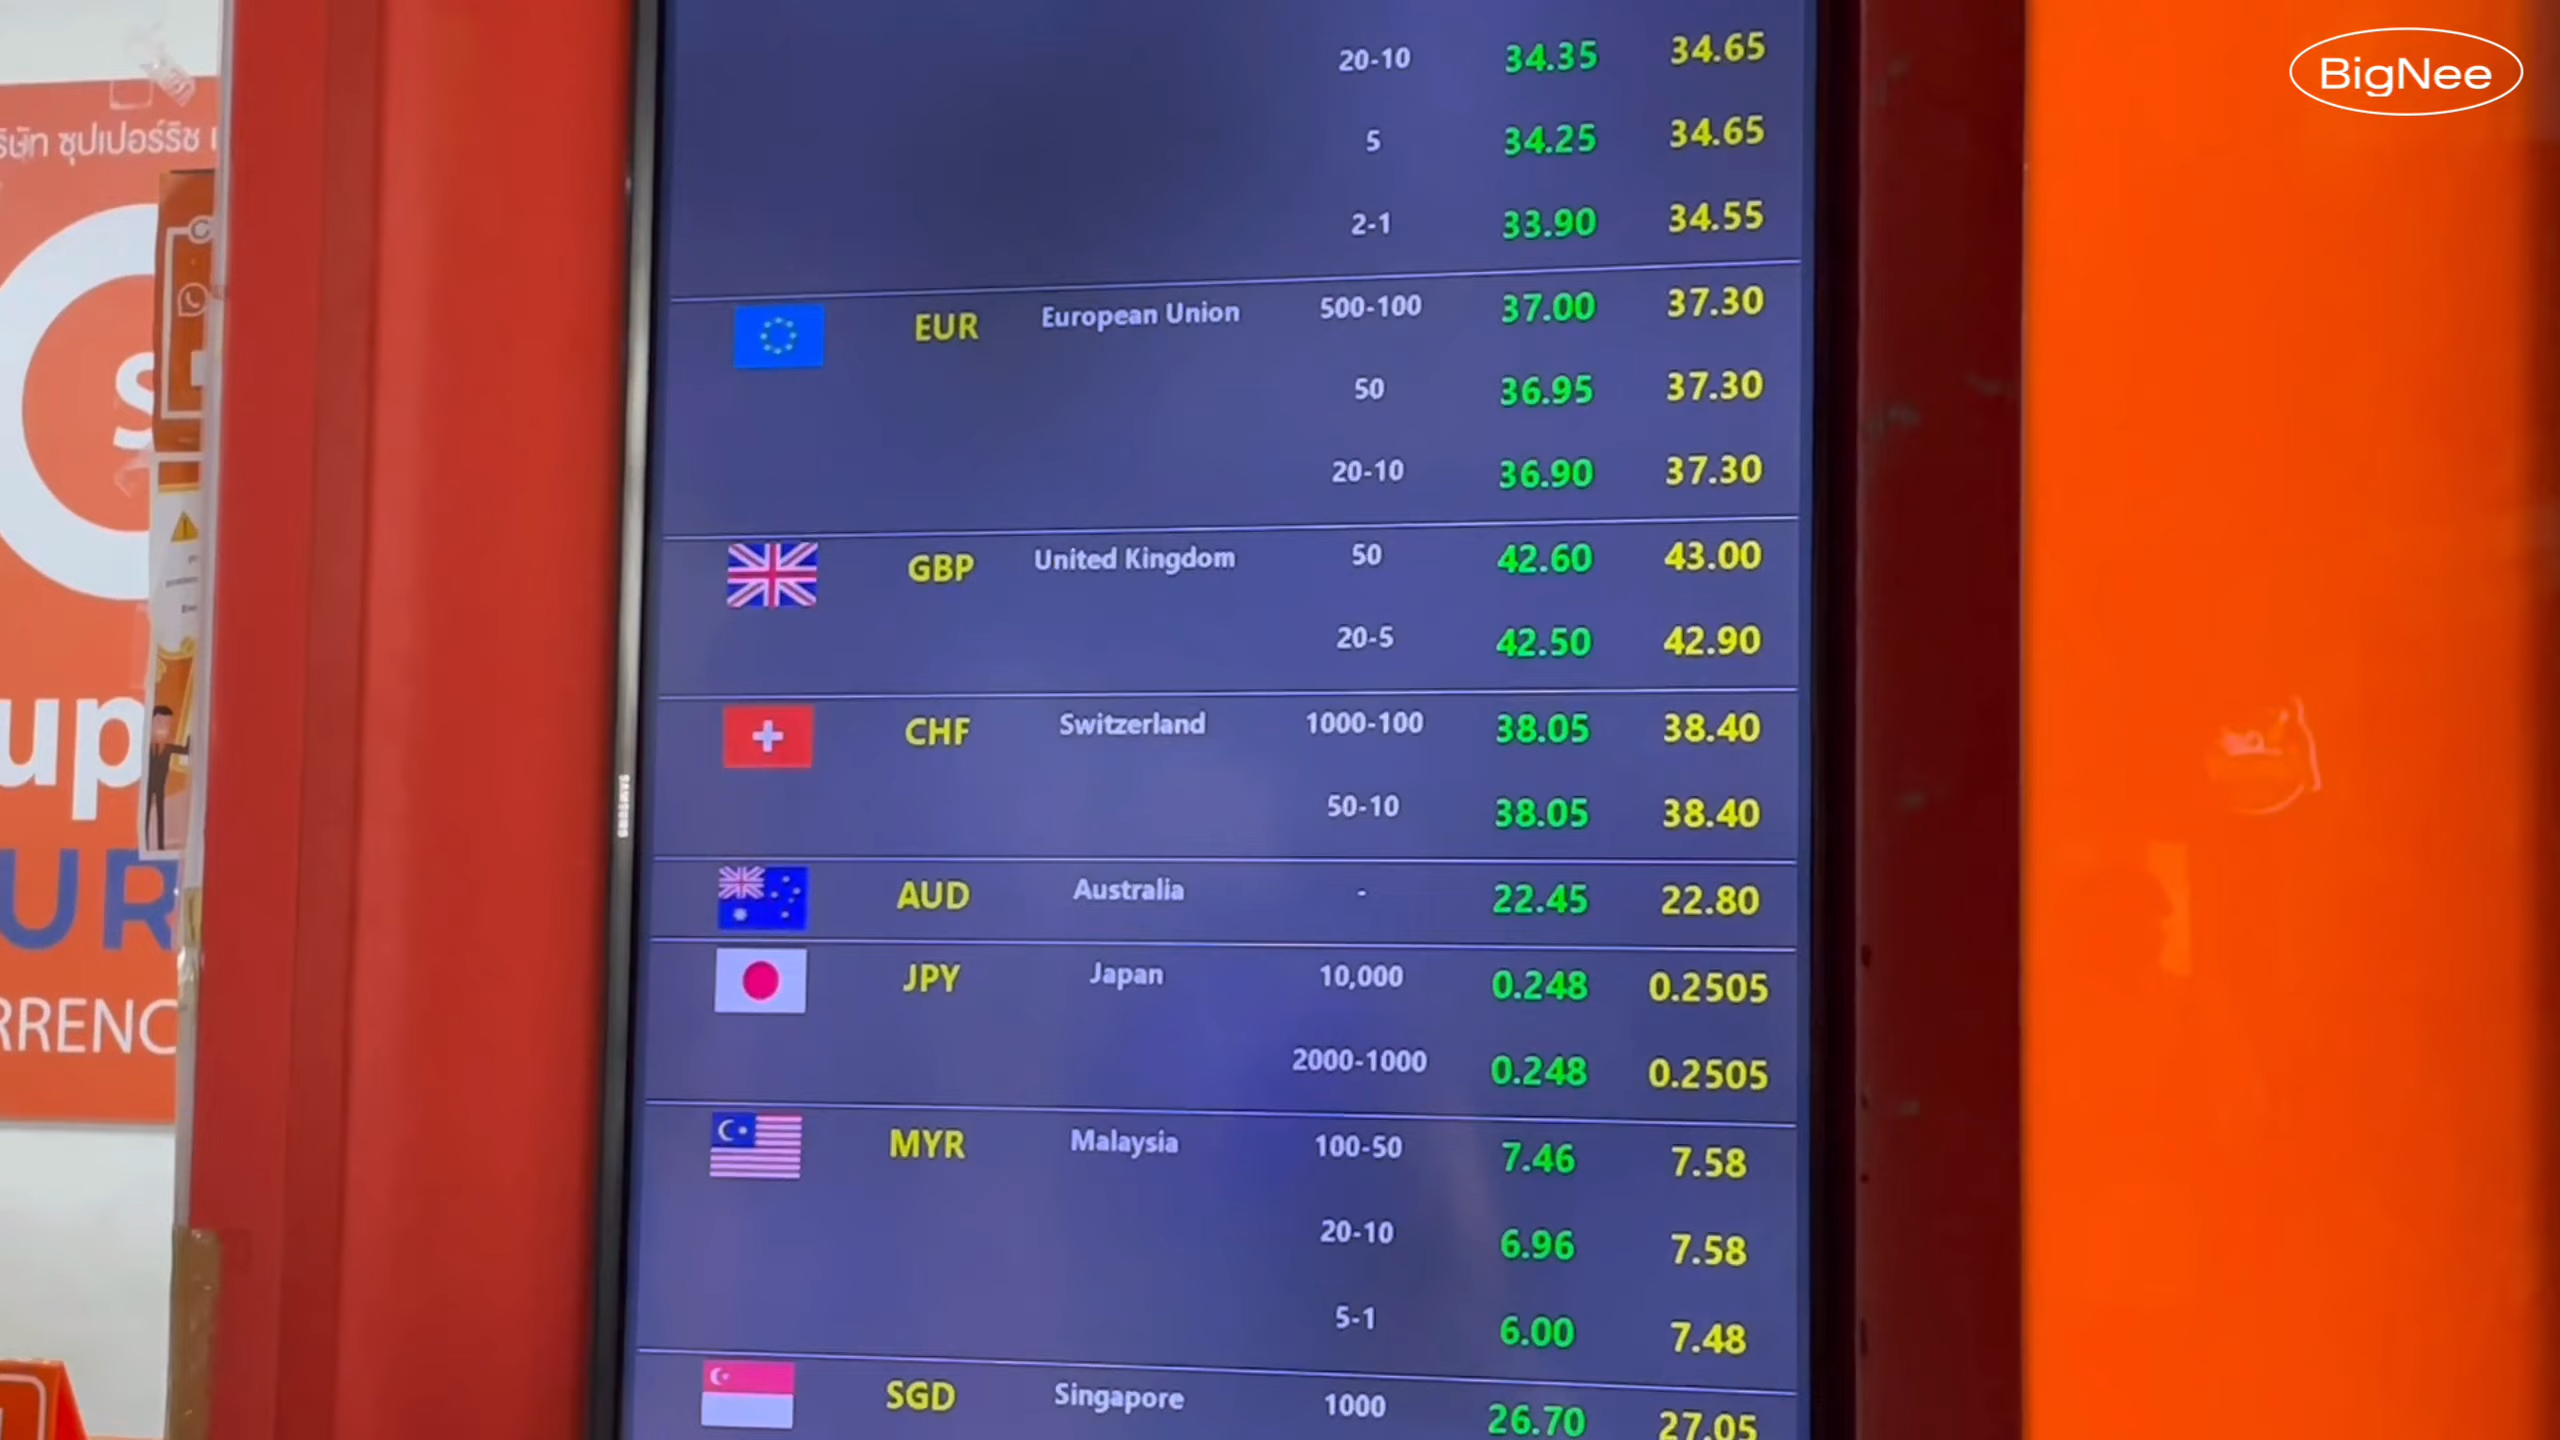 BigNee
20-10 34.35 34.65
5 34.25 34.65
2-1 33.90 34.55
EUR European Union 500-100 37.00 37.30
50 36.95 37.30
20-10 36.90 37.30
GBP United Kingdom 50 42.60 43.00
20-5 42.50 42.90
CHF Switzerland 1000-100 38.05 38.40
50-10 38.05 38.40
AUD Australia - 22.45 22.80
JPY Japan 10,000 0.248 0.2505
2000-1000 0.248 0.2505
MYR Malaysia 100-50 7.46 7.58
20-10 6.96 7.58
5-1 6.00 7.48
SGD Singapore 1000 26.70 27.05
SAMSUNG
ริษัท ซุปเปอร์ริช
S
up
UR
RRENC